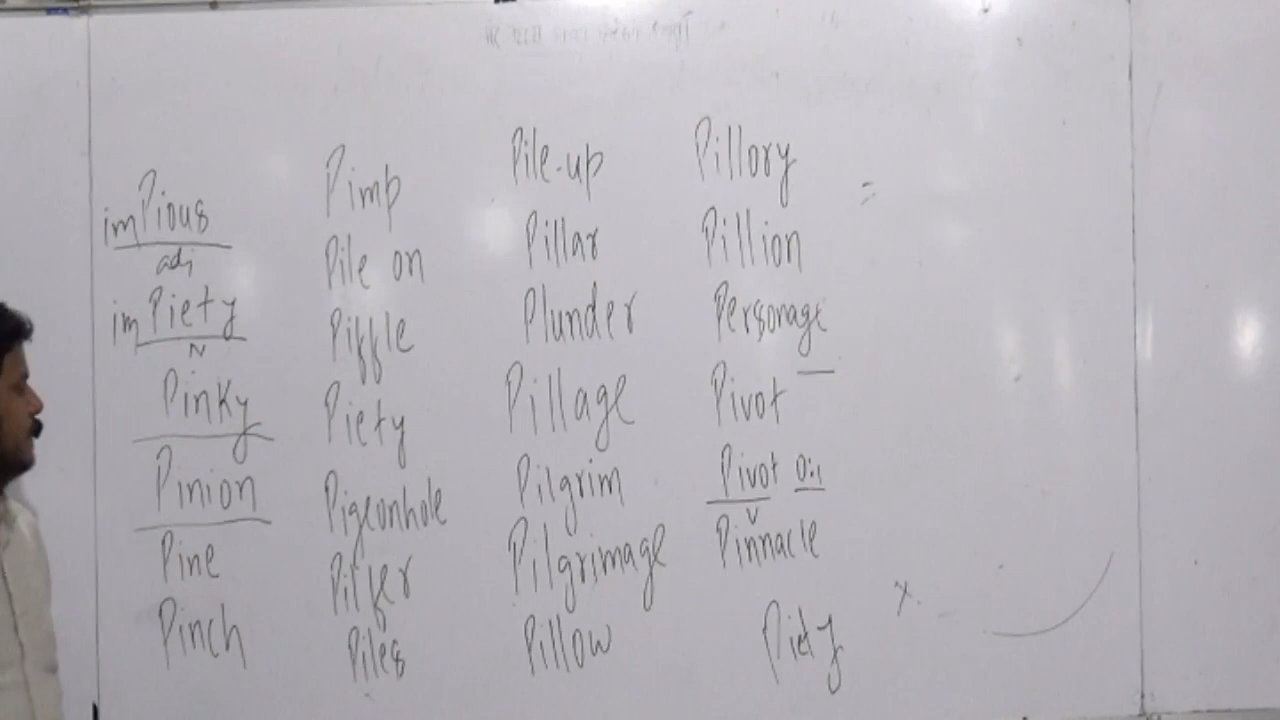 imPious
adj
imPiety
N
Pinky
Pinion
Pine
Pinch
Pimp
Pile on
Piffle
Piety
Pigeonhole
Pilfer
Piles
Pile-up
Pillar
Plunder
Pillage
Pilgrim
Pilgrimage
Pillow
Pillory
=
Pillion
Personage
Pivot
Pivot on
V
Pinnacle
Piety
x